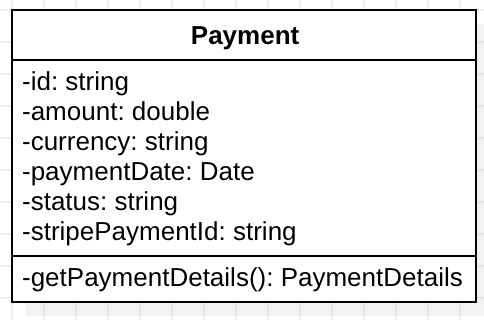 Payment
-id: string
-amount: double
-currency: string
-paymentDate: Date
-status: string
-stripePaymentId: string
-getPaymentDetails(): PaymentDetails